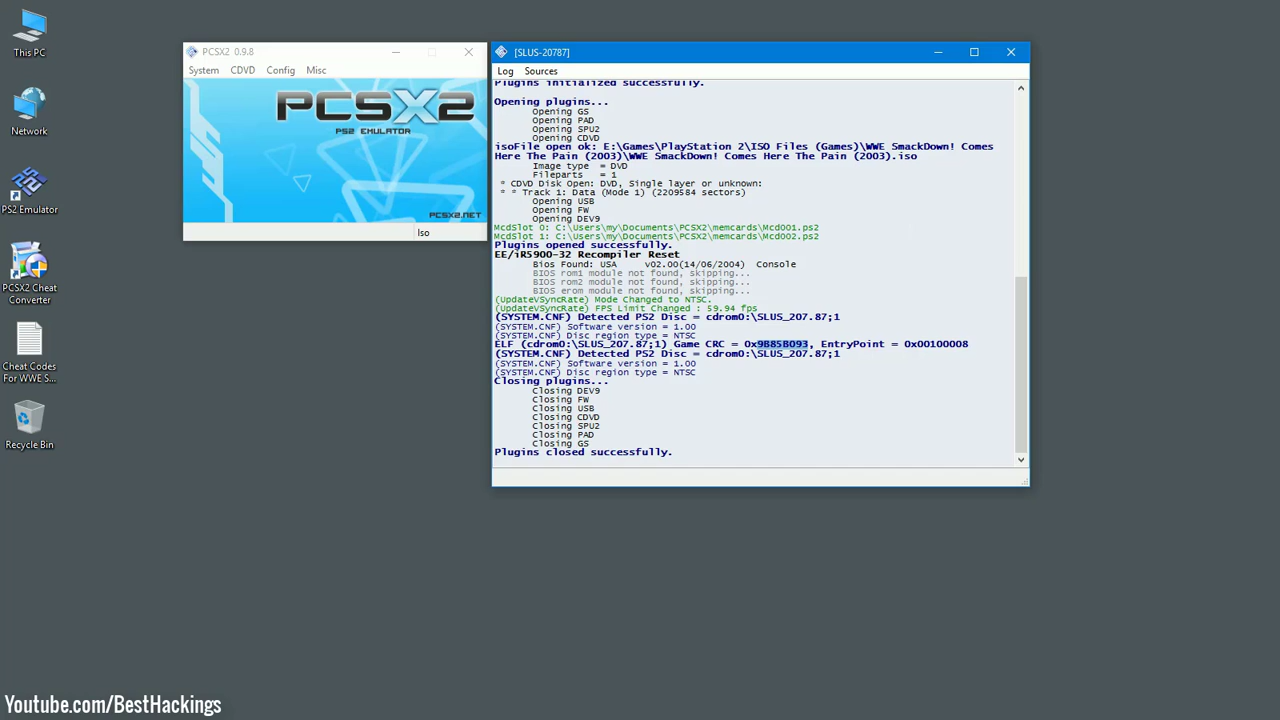 This PC
Network
PS2 Emulator
PCSX2 Cheat
Converter
Cheat Codes
For WWE S...
Recycle Bin
PCSX2 0.9.8
System CDVD Config Misc
PCSX2
PS2 EMULATOR
PCSX2.NET
Iso
[SLUS-20787]
Log Sources
Plugins initialized successfully.
Opening plugins...
Opening GS
Opening PAD
Opening SPU2
Opening CDVD
isoFile open ok: E:\Games\PlayStation 2\ISO Files (Games)\WWE SmackDown! Comes
Here The Pain (2003)\WWE SmackDown! Comes Here The Pain (2003).iso
Image type = DVD
Fileparts = 1
* CDVD Disk Open: DVD, Single layer or unknown:
* * Track 1: Data (Mode 1) (2209584 sectors)
Opening USB
Opening FW
Opening DEV9
McdSlot 0: C:\Users\my\Documents\PCSX2\memcards\Mcd001.ps2
McdSlot 1: C:\Users\my\Documents\PCSX2\memcards\Mcd002.ps2
Plugins opened successfully.
EE/iR5900-32 Recompiler Reset
Bios Found: USA v02.00(14/06/2004) Console
BIOS rom1 module not found, skipping...
BIOS rom2 module not found, skipping...
BIOS erom module not found, skipping...
(UpdateVSyncRate) Mode Changed to NTSC.
(UpdateVSyncRate) FPS Limit Changed : 59.94 fps
(SYSTEM.CNF) Detected PS2 Disc = cdrom0:\SLUS_207.87;1
(SYSTEM.CNF) Software version = 1.00
(SYSTEM.CNF) Disc region type = NTSC
ELF (cdrom0:\SLUS_207.87;1) Game CRC = 0x9B85B093, EntryPoint = 0x00100008
(SYSTEM.CNF) Detected PS2 Disc = cdrom0:\SLUS_207.87;1
(SYSTEM.CNF) Software version = 1.00
(SYSTEM.CNF) Disc region type = NTSC
Closing plugins...
Closing DEV9
Closing FW
Closing USB
Closing CDVD
Closing SPU2
Closing PAD
Closing GS
Plugins closed successfully.
Youtube.com/BestHackings